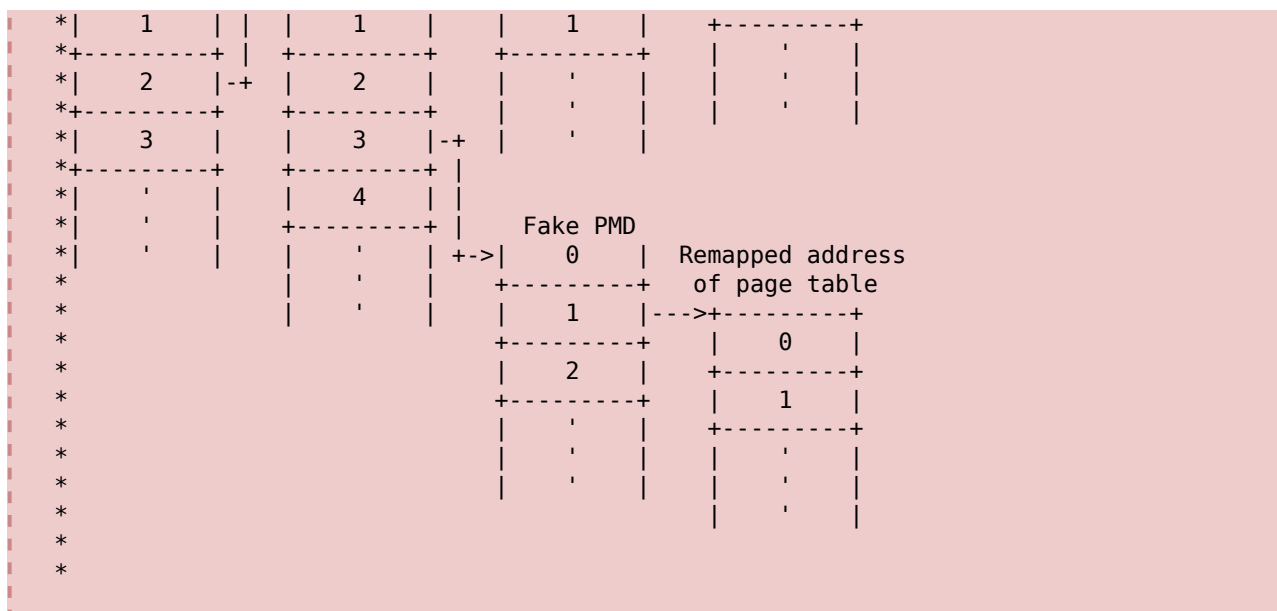 *|    1    | | |    1    |    |    1    |    +---------+
*+---------+ |  +---------+    +---------+    |    '    |
*|    2    |-+  |    2    |    |    '    |    |    '    |
*+---------+    +---------+    |    '    |    |    '    |
*|    3    |    |    3    |-+  |    '    |
*+---------+    +---------+ |
*|    '    |    |    4    | |
*|    '    |    +---------+ |    Fake PMD
*|    '    |    |    '    | +->|    0    |  Remapped address
*               |    '    |    +---------+   of page table
*               |    '    |    |    1    |--->+---------+
*                              +---------+    |    0    |
*                              |    2    |    +---------+
*                              +---------+    |    1    |
*                              |    '    |    +---------+
*                              |    '    |    |    '    |
*                              |    '    |    |    '    |
*                                             |    '    |
*
*